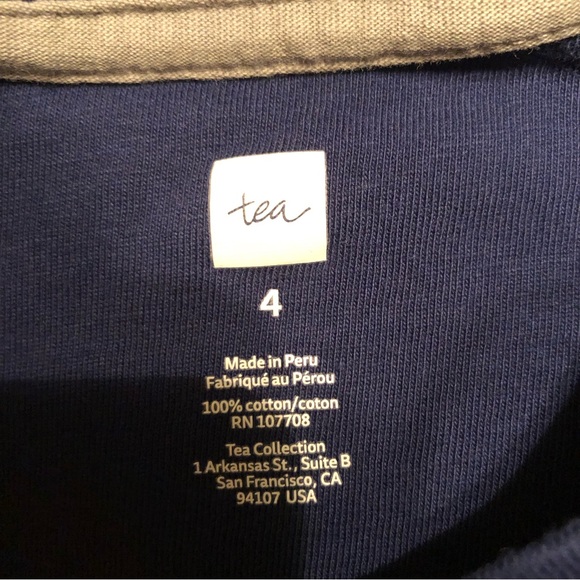 tea
4
Made in Peru
Fabriqué au Pérou
100% cotton/coton
RN 107708
Tea Collection
1 Arkansas St., Suite B
San Francisco, CA
94107 USA